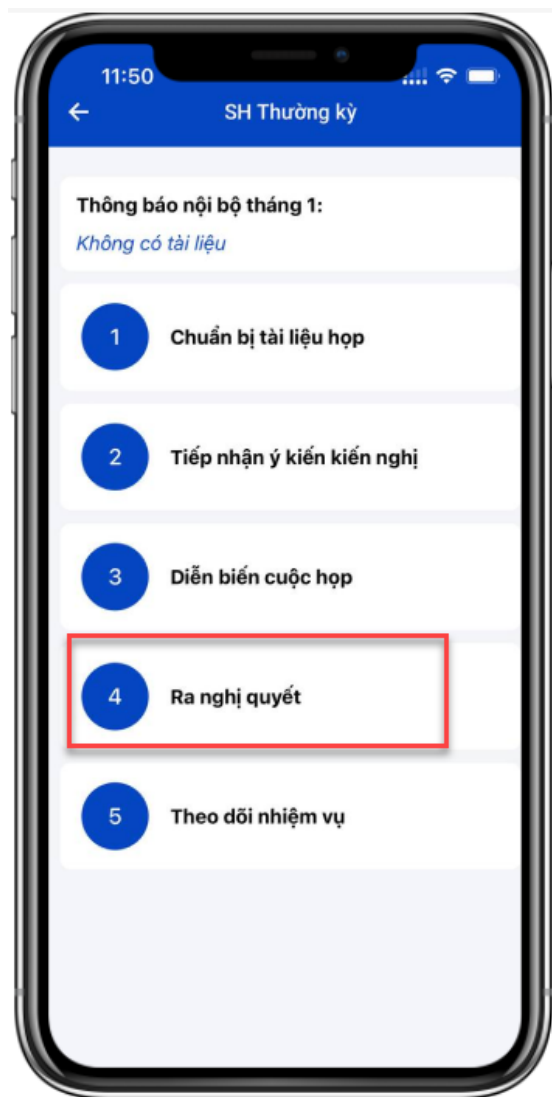 11:50
SH Thường kỳ
Thông báo nội bộ tháng 1:
Không có tài liệu
1
Chuẩn bị tài liệu họp
2
Tiếp nhận ý kiến kiến nghị
3
Diễn biến cuộc họp
4
Ra nghị quyết
5
Theo dõi nhiệm vụ